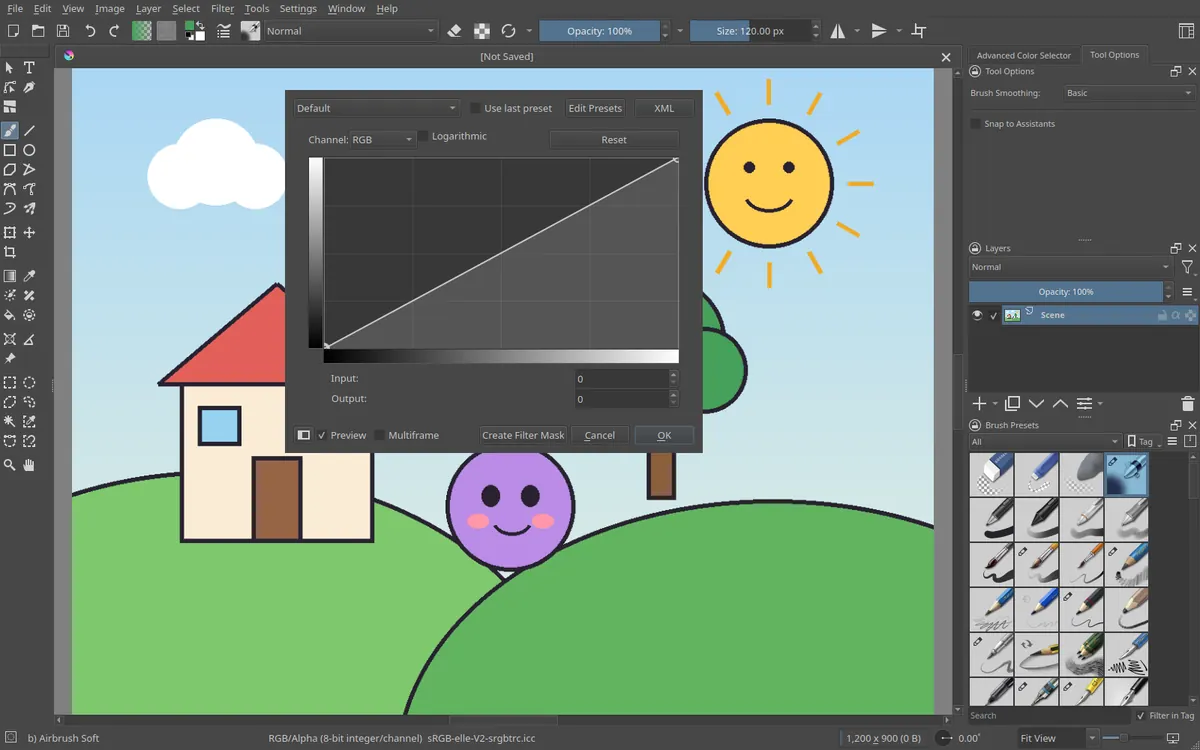 File Edit View Image Layer Select Filter Tools Settings Window Help
Normal Opacity: 100% Size: 120.00 px
[Not Saved]
Advanced Color Selector Tool Options
Tool Options
Brush Smoothing: Basic
Snap to Assistants
Default Use last preset Edit Presets XML
Channel: RGB Logarithmic Reset
Input: 0
Output: 0
Preview Multiframe Create Filter Mask Cancel OK
Layers
Normal
Opacity: 100%
Scene
Brush Presets
All Tag
Search Filter in Tag
b) Airbrush Soft RGB/Alpha (8-bit integer/channel) sRGB-elle-V2-srgbtrc.icc 1,200 x 900 (0 B) 0.00° Fit View